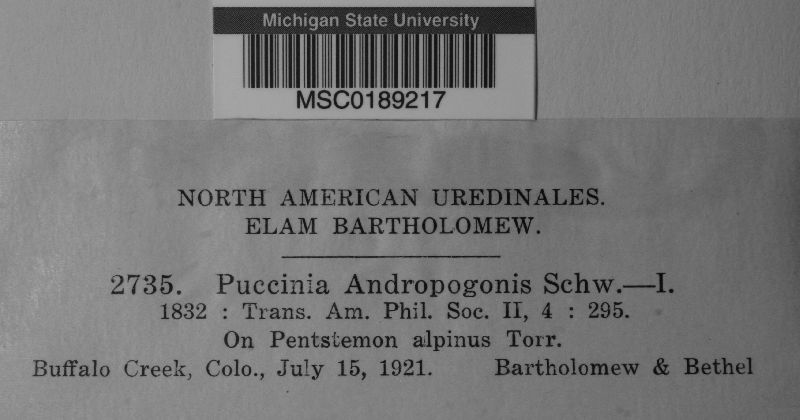 Michigan State University
MSC0189217
NORTH AMERICAN UREDINALES.
ELAM BARTHOLOMEW.
2735. Puccinia Andropogonis Schw.—I.
1832 : Trans. Am. Phil. Soc. II, 4 : 295.
On Pentstemon alpinus Torr.
Buffalo Creek, Colo., July 15, 1921. Bartholomew & Bethel